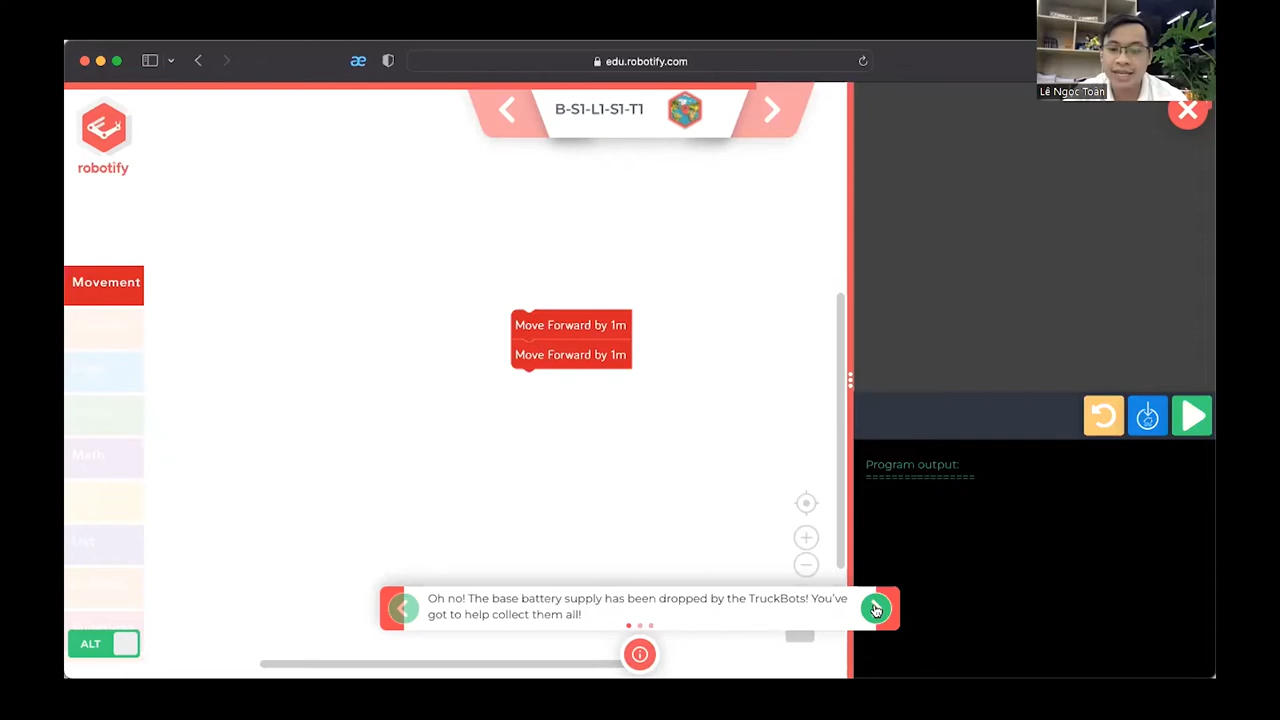 edu.robotify.com
Lê Ngọc Toàn
B-S1-L1-S1-T1
robotify
Movement
Move Forward by 1m
Move Forward by 1m
Math
List
ALT
Program output:
=================
Oh no! The base battery supply has been dropped by the TruckBots! You've
got to help collect them all!